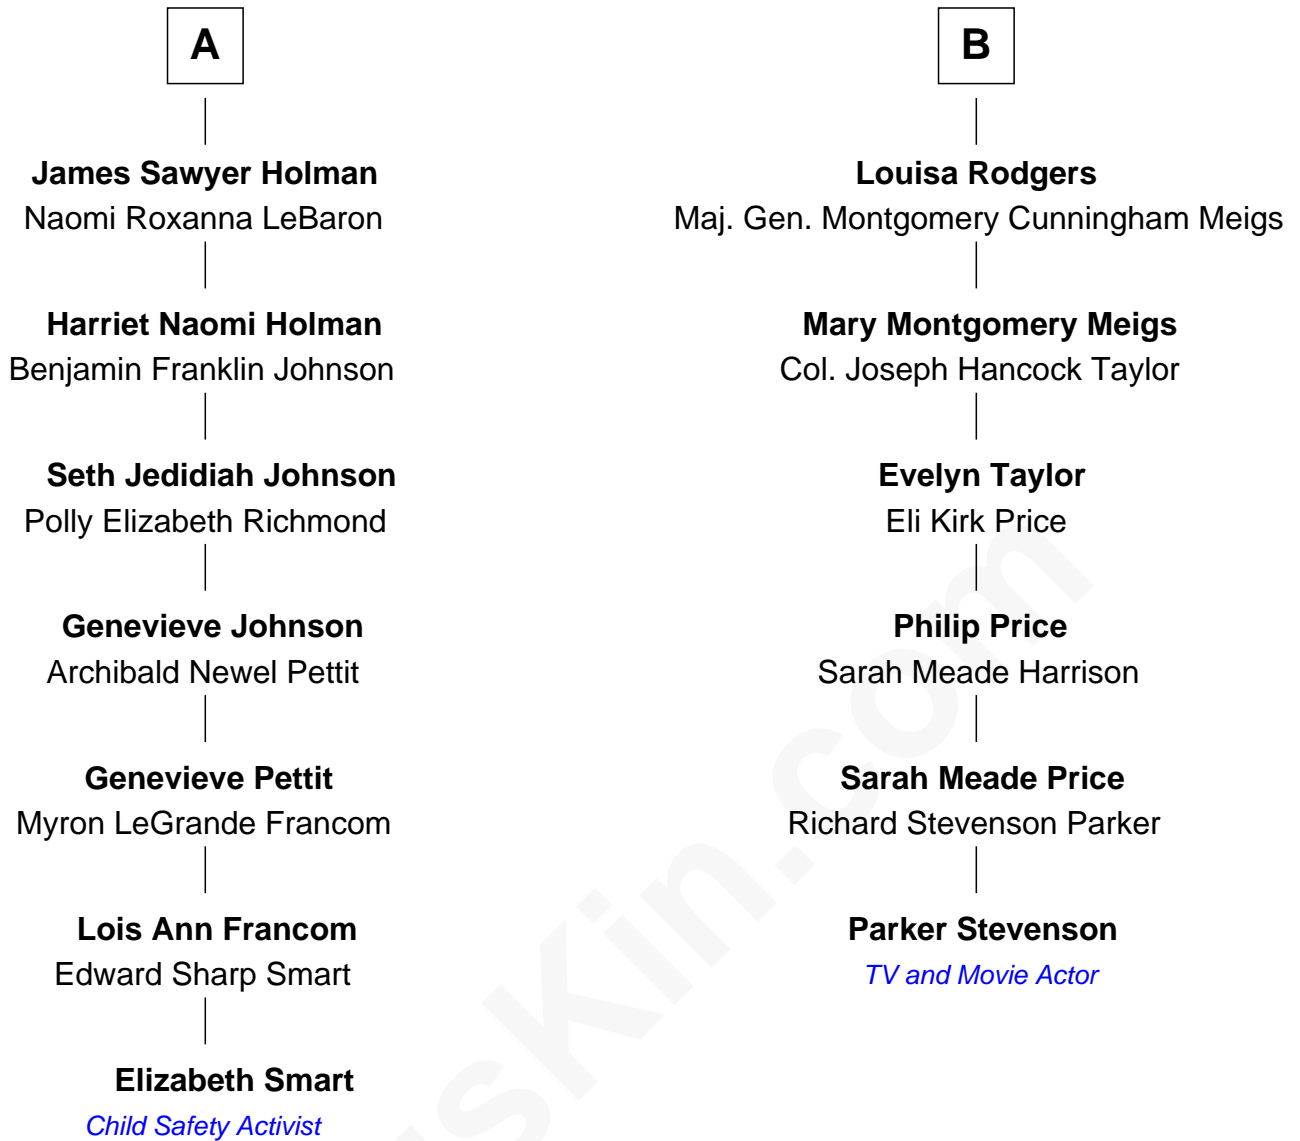 A
James Sawyer Holman
Naomi Roxanna LeBaron
Harriet Naomi Holman
Benjamin Franklin Johnson
Seth Jedidiah Johnson
Polly Elizabeth Richmond
Genevieve Johnson
Archibald Newel Pettit
Genevieve Pettit
Myron LeGrande Francom
Lois Ann Francom
Edward Sharp Smart
Elizabeth Smart
Child Safety Activist
B
Louisa Rodgers
Maj. Gen. Montgomery Cunningham Meigs
Mary Montgomery Meigs
Col. Joseph Hancock Taylor
Evelyn Taylor
Eli Kirk Price
Philip Price
Sarah Meade Harrison
Sarah Meade Price
Richard Stevenson Parker
Parker Stevenson
TV and Movie Actor
sKin.com